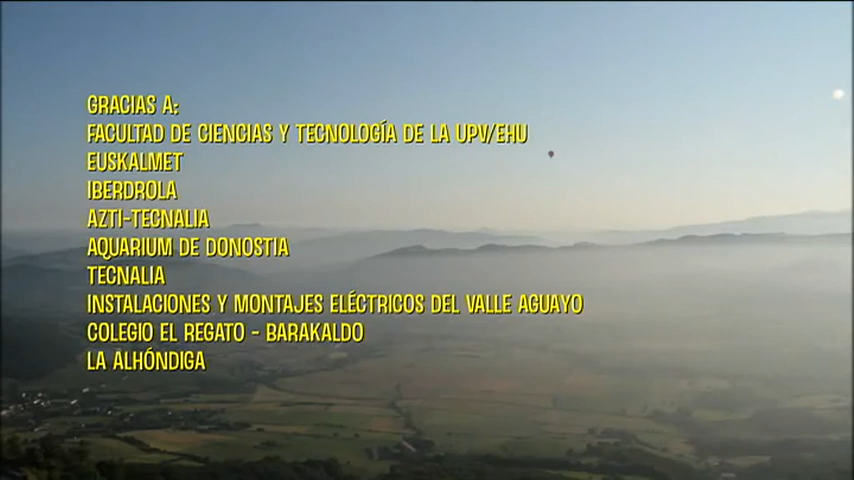 GRACIAS A:
FACULTAD DE CIENCIAS Y TECNOLOGÍA DE LA UPV/EHU
EUSKALMET
IBERDROLA
AZTI-TECNALIA
AQUARIUM DE DONOSTIA
TECNALIA
INSTALACIONES Y MONTAJES ELÉCTRICOS DEL VALLE AGUAYO
COLEGIO EL REGATO - BARAKALDO
LA ALHÓNDIGA